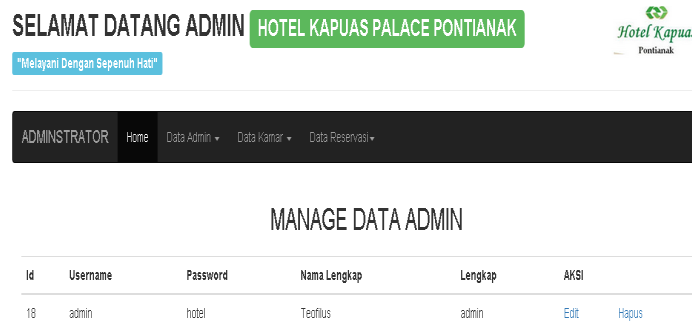 SELAMAT DATANG ADMIN HOTEL KAPUAS PALACE PONTIANAK
"Melayani Dengan Sepenuh Hati"
Hotel Kapuas
Pontianak
ADMINSTRATOR Home Data Admin Data Kamar Data Reservasi
MANAGE DATA ADMIN
Id Username Password Nama Lengkap Lengkap AKSI
18 admin hotel Teofilus admin Edit Hapus